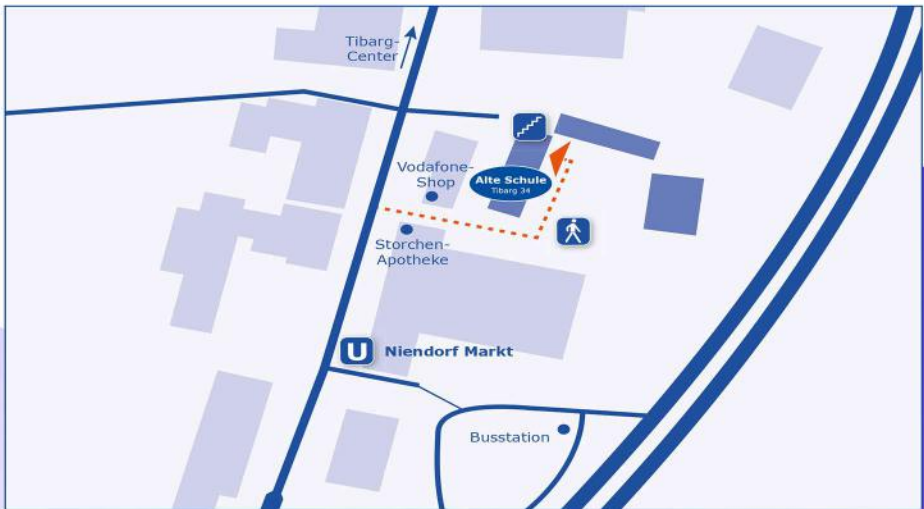 Tibarg-
Center
Vodafone-
Shop
Alte Schule
Tibarg 34
Storchen-
Apotheke
U
Niendorf Markt
Busstation